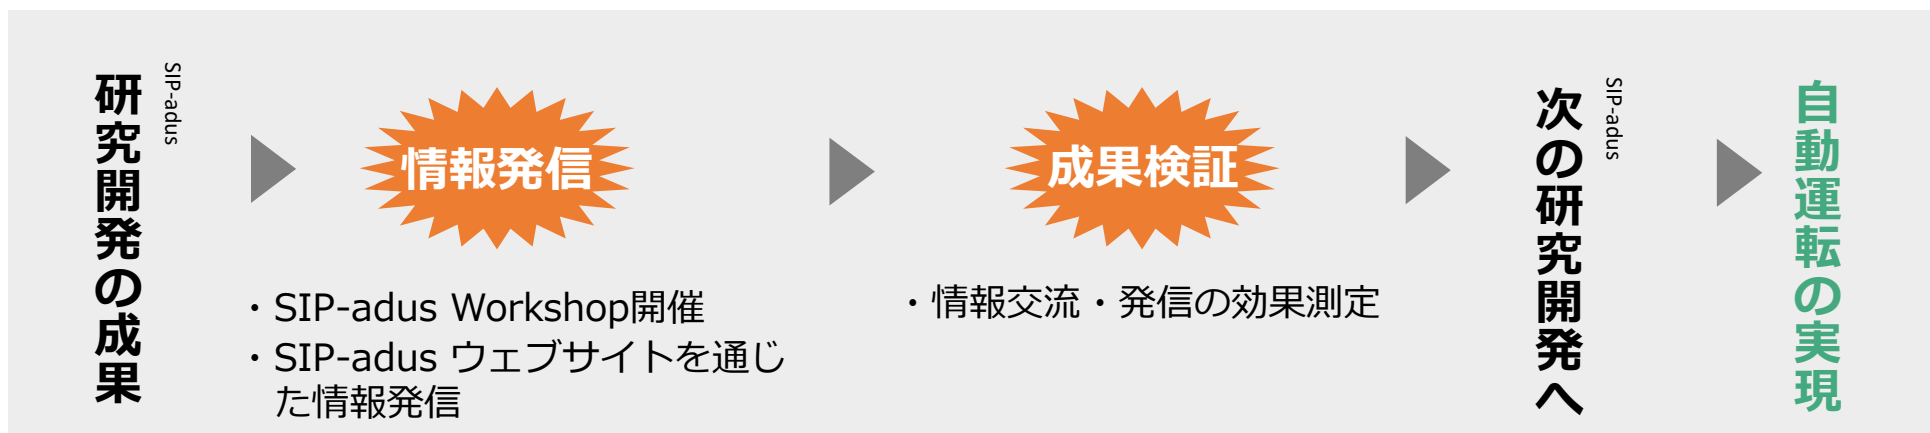 SIP-adus
研究開発の成果
情報発信
・SIP-adus Workshop開催
・SIP-adus ウェブサイトを通じ
た情報発信
成果検証
・情報交流・発信の効果測定
SIP-adus
次の研究開発へ
自動運転の実現